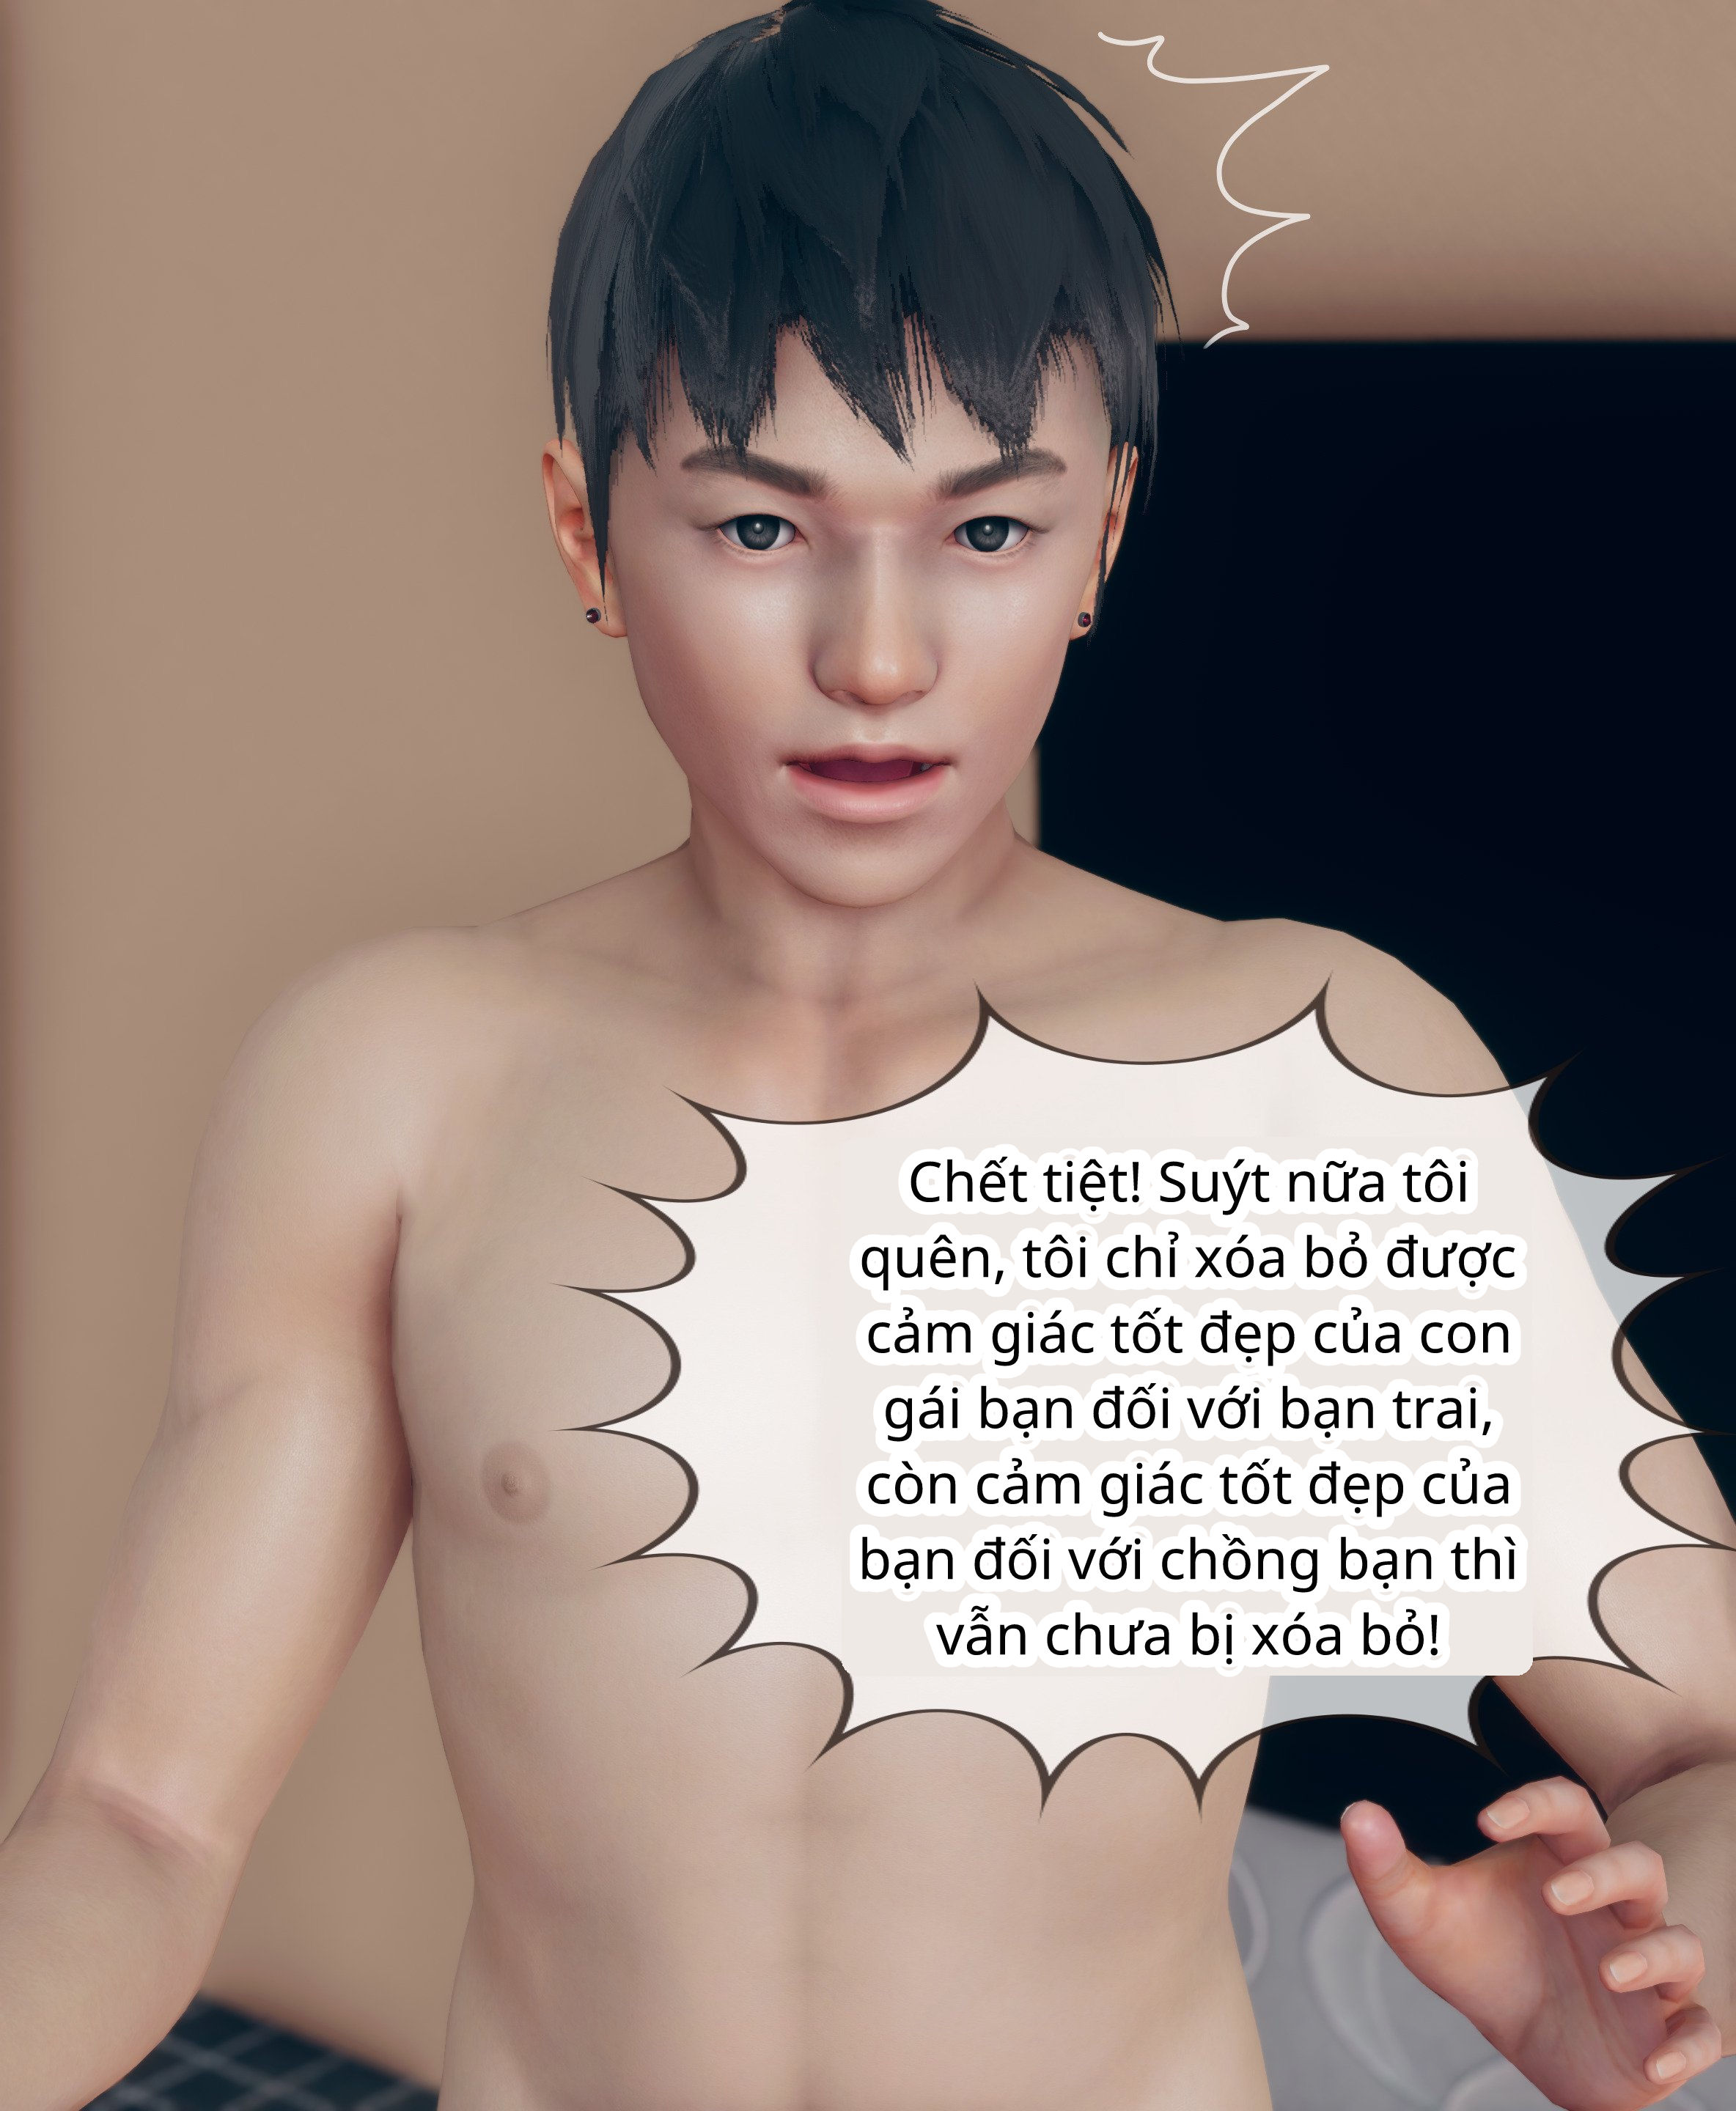 Chết tiệt! Suýt nữa tôi
quên, tôi chỉ xóa bỏ được
cảm giác tốt đẹp của con
gái bạn đối với bạn trai,
còn cảm giác tốt đẹp của
bạn đối với chồng bạn thì
vẫn chưa bị xóa bỏ!